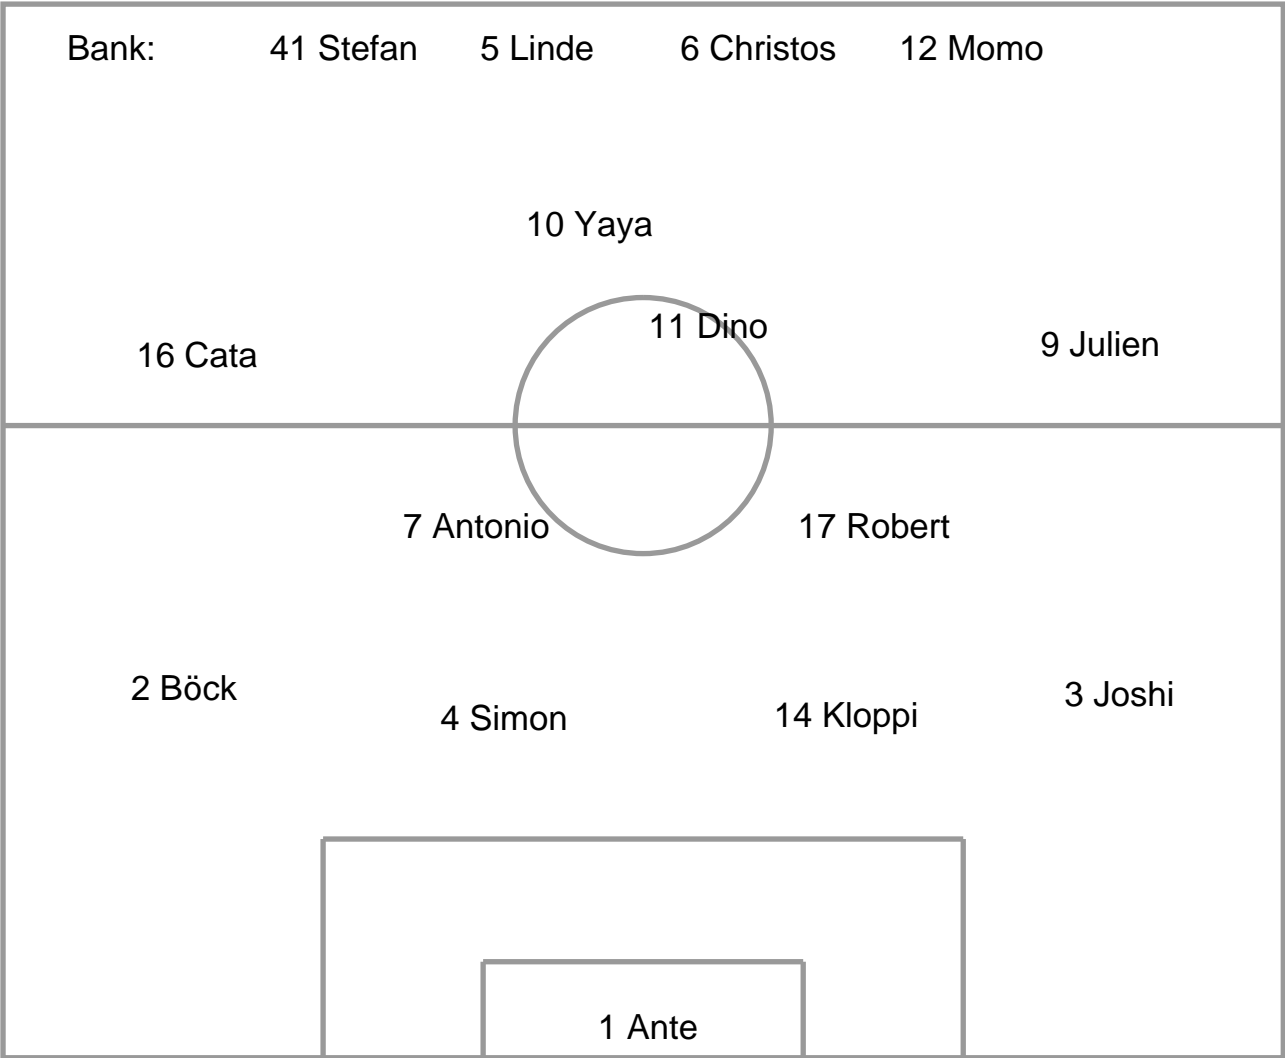 Bank: 41 Stefan 5 Linde 6 Christos 12 Momo
10 Yaya
11 Dino
9 Julien
16 Cata
7 Antonio 17 Robert
2 Böck
3 Joshi
4 Simon 14 Kloppi
1 Ante